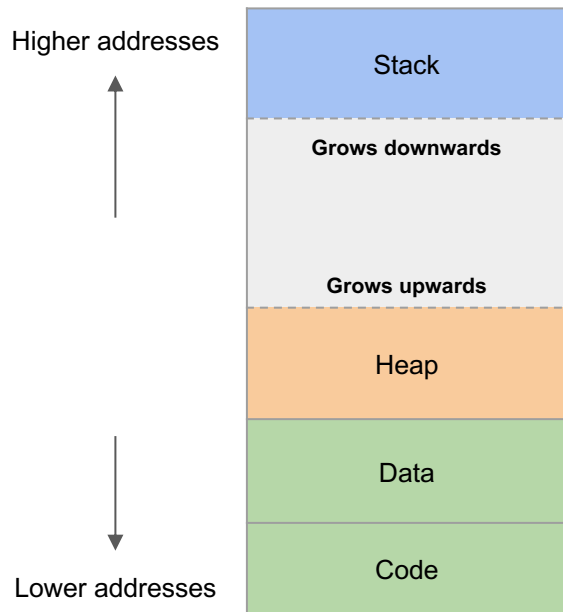 Higher addresses
Stack
Grows downwards
Grows upwards
Heap
Data
Code
Lower addresses